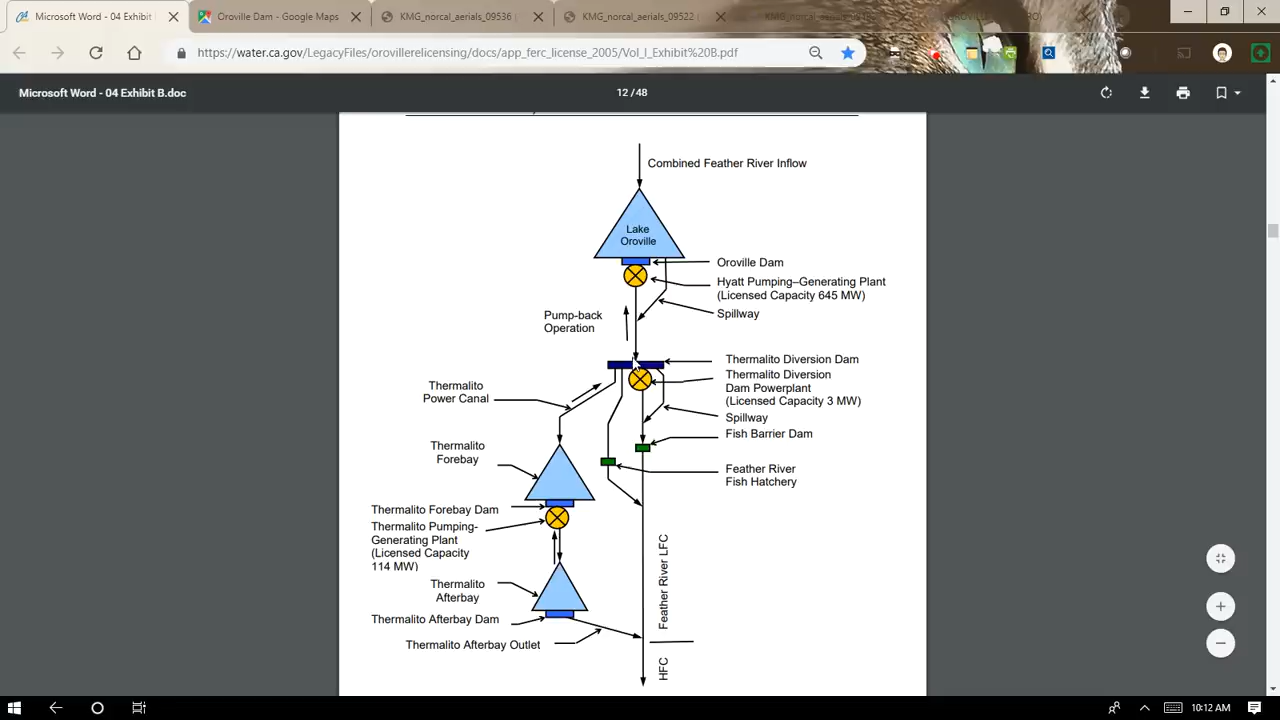 Microsoft Word - 04 Exhibit
Oroville Dam - Google Maps
KMG_norcal_aerials_09536
KMG_norcal_aerials_09522
https://water.ca.gov/LegacyFiles/orovillerelicensing/docs/app_ferc_license_2005/Vol_I_Exhibit%20B.pdf
Microsoft Word - 04 Exhibit B.doc
12 / 48
Combined Feather River Inflow
Lake
Oroville
Oroville Dam
Hyatt Pumping–Generating Plant
(Licensed Capacity 645 MW)
Pump-back
Operation
Spillway
Thermalito Diversion Dam
Thermalito Diversion
Dam Powerplant
(Licensed Capacity 3 MW)
Thermalito
Power Canal
Spillway
Fish Barrier Dam
Thermalito
Forebay
Feather River
Fish Hatchery
Thermalito Forebay Dam
Thermalito Pumping-
Generating Plant
(Licensed Capacity
114 MW)
Feather River LFC
Thermalito
Afterbay
Thermalito Afterbay Dam
Thermalito Afterbay Outlet
HFC
10:12 AM